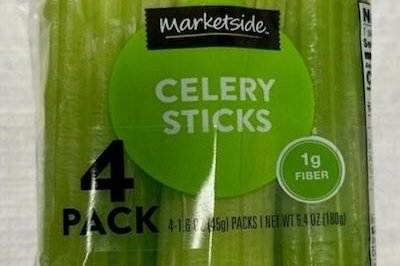 marketside.
CELERY
STICKS
1g
FIBER
4
PACK
4-1.6 OZ (45g) PACKS | NET WT 6.4 OZ (180g)